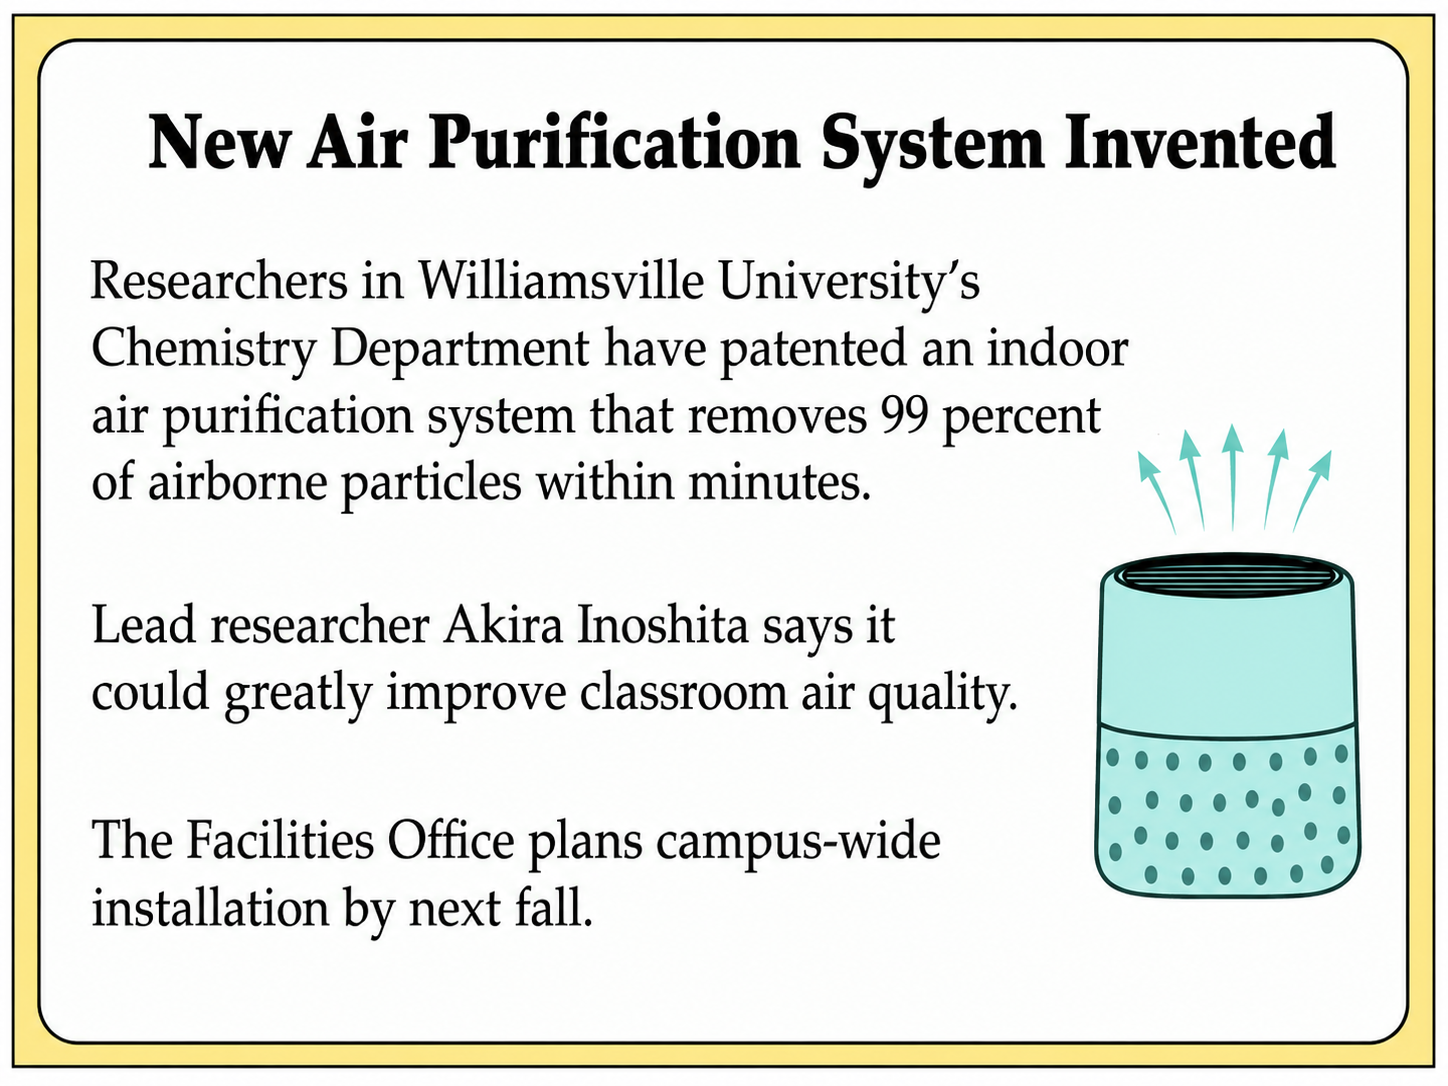 New Air Purification System Invented
Researchers in Williamsville University’s
Chemistry Department have patented an indoor
air purification system that removes 99 percent
of airborne particles within minutes.
Lead researcher Akira Inoshita says it
could greatly improve classroom air quality.
The Facilities Office plans campus-wide
installation by next fall.